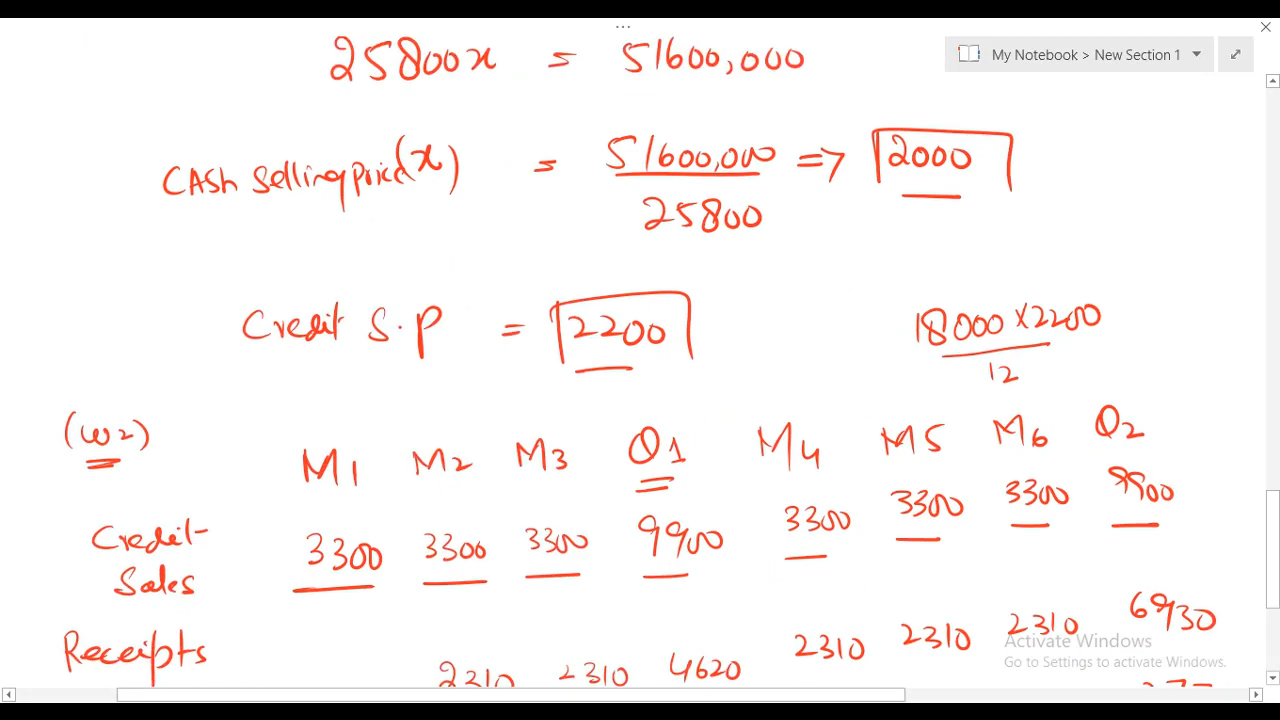 My Notebook > New Section 1
25800x = 51600,000
Cash Selling price(x) = 51600,000 => 2000
25800
Credit S.P = 2200
18000 x 2200
12
(W2) M1 M2 M3 Q1 M4 M5 M6 Q2
Credit Sales 3300 3300 3300 9900 3300 3300 3300 9900
Receipts 2310 2310 4620 2310 2310 2310 6930
Activate Windows
Go to Settings to activate Windows.